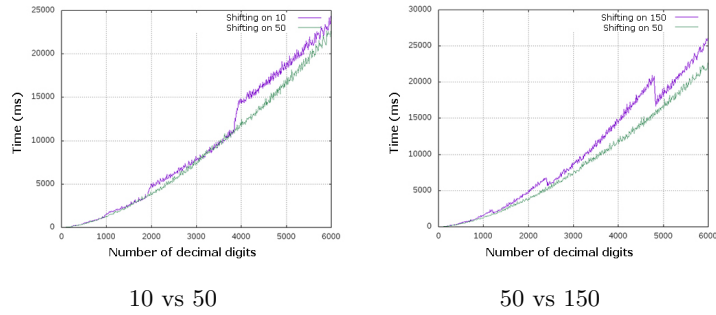 25000
20000
15000
10000
5000
0
Time (ms)
Shifting on 10
Shifting on 50
0 1000 2000 3000 4000 5000 6000
Number of decimal digits
10 vs 50
30000
25000
20000
15000
10000
5000
0
Time (ms)
Shifting on 150
Shifting on 50
0 1000 2000 3000 4000 5000 6000
Number of decimal digits
50 vs 150